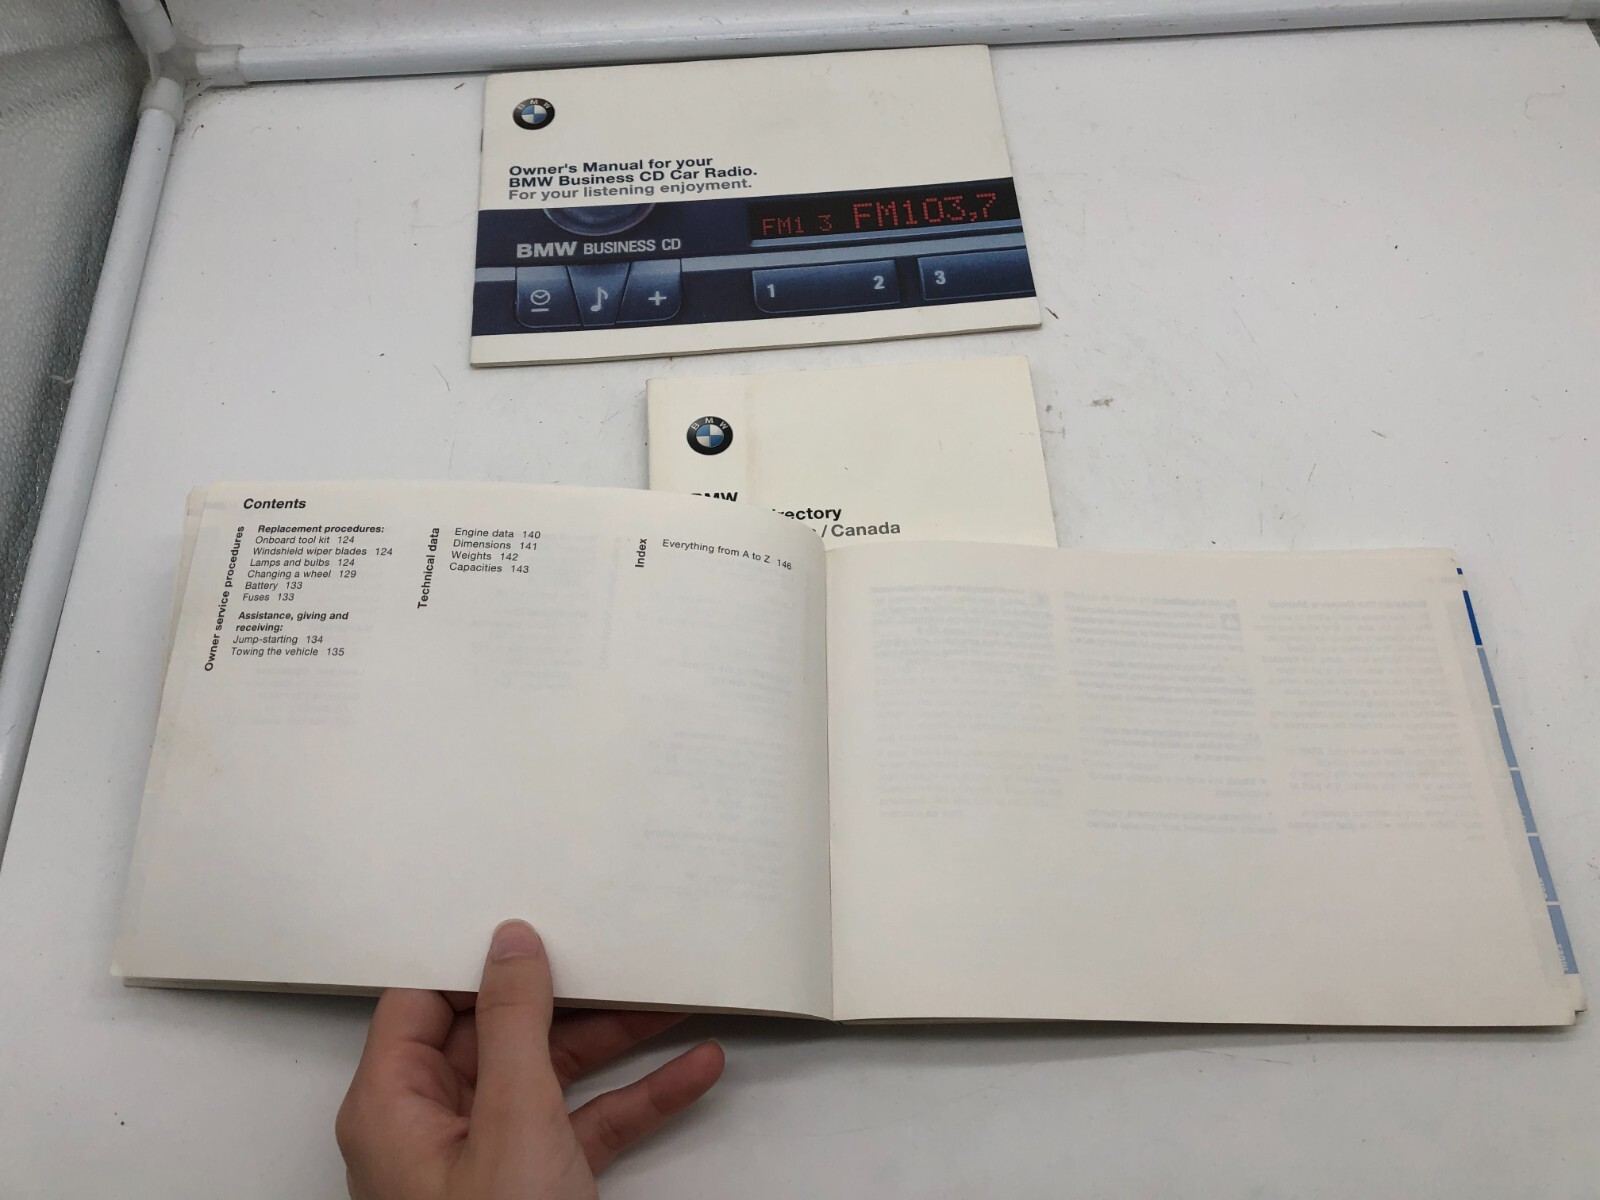 BMW
Owner's Manual for your
BMW Business CD Car Radio.
For your listening enjoyment.
FM1 3 FM103,7
BMW BUSINESS CD
+
1 2 3
BMW
BMW
/ Canada
Contents
Owner service procedures
Replacement procedures:
Onboard tool kit 124
Windshield wiper blades 124
Lamps and bulbs 124
Changing a wheel 129
Battery 133
Fuses 133
Assistance, giving and
receiving:
Jump-starting 134
Towing the vehicle 135
Technical data
Engine data 140
Dimensions 141
Weights 142
Capacities 143
Index
Everything from A to Z 146